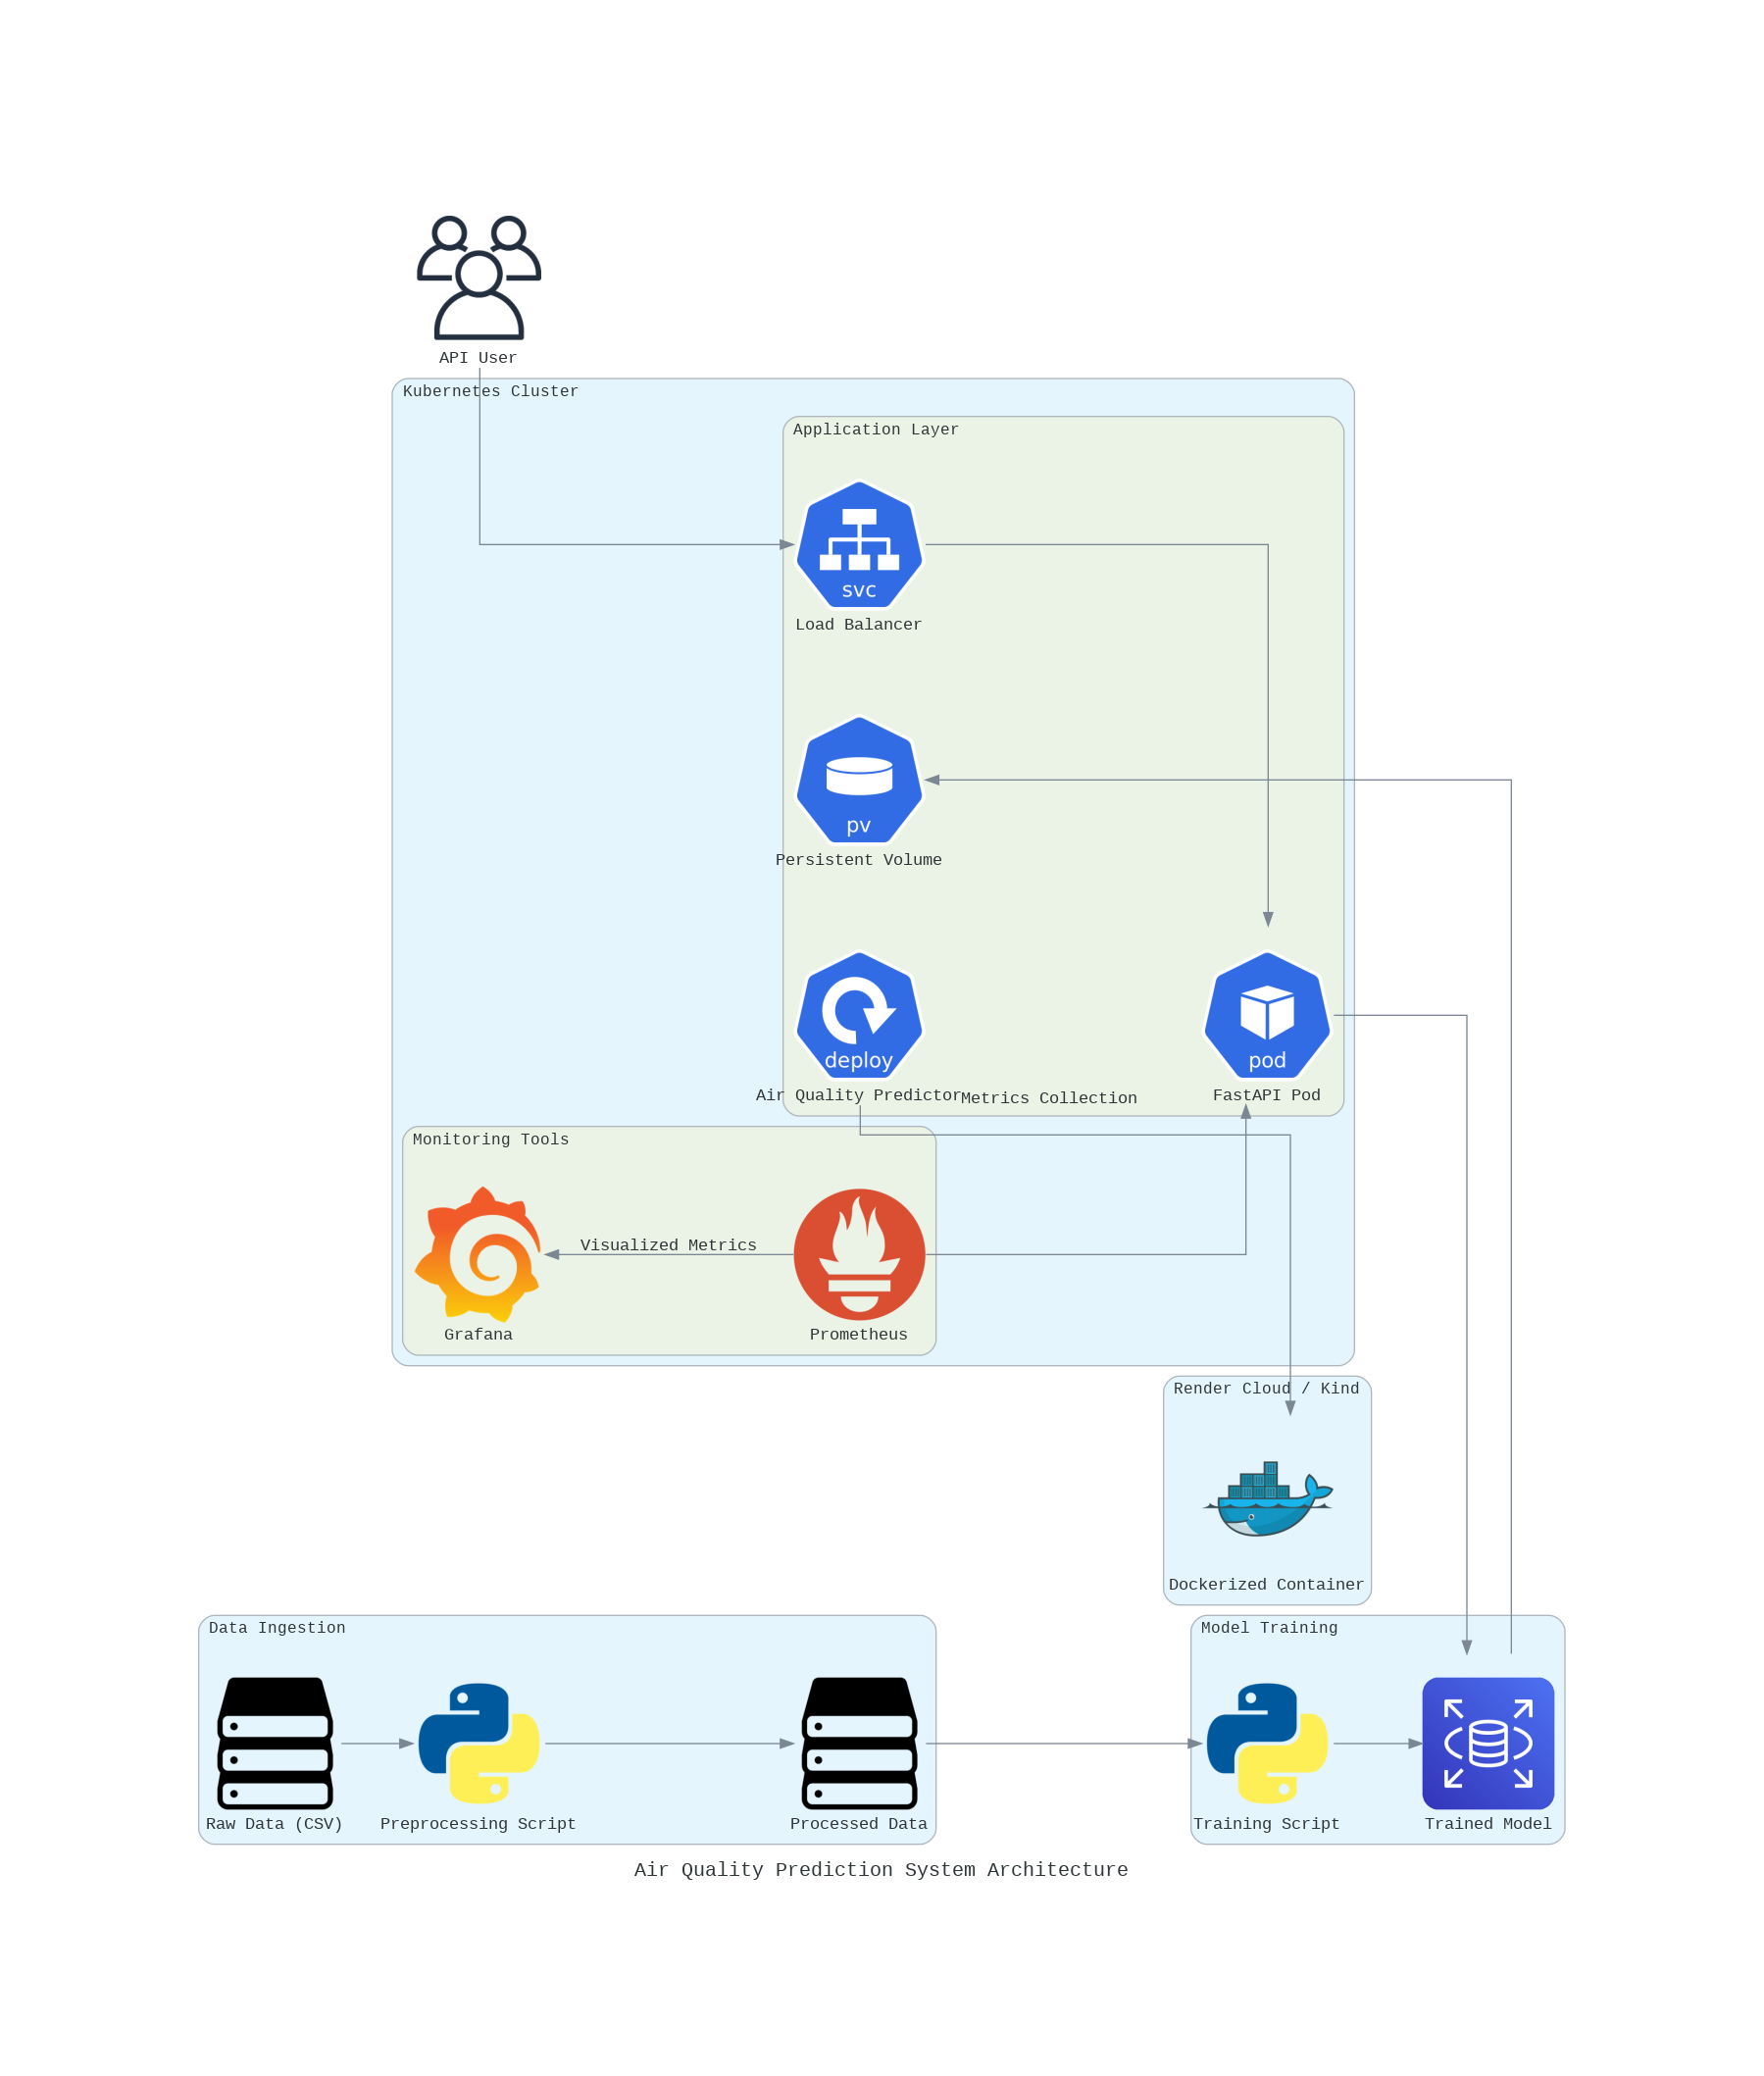 API User
Kubernetes Cluster
Application Layer
svc
Load Balancer
pv
Persistent Volume
deploy
pod
Air Quality Predictor
Metrics Collection
FastAPI Pod
Monitoring Tools
Visualized Metrics
Grafana
Prometheus
Render Cloud / Kind
Dockerized Container
Data Ingestion
Model Training
Raw Data (CSV)
Preprocessing Script
Processed Data
Training Script
Trained Model
Air Quality Prediction System Architecture